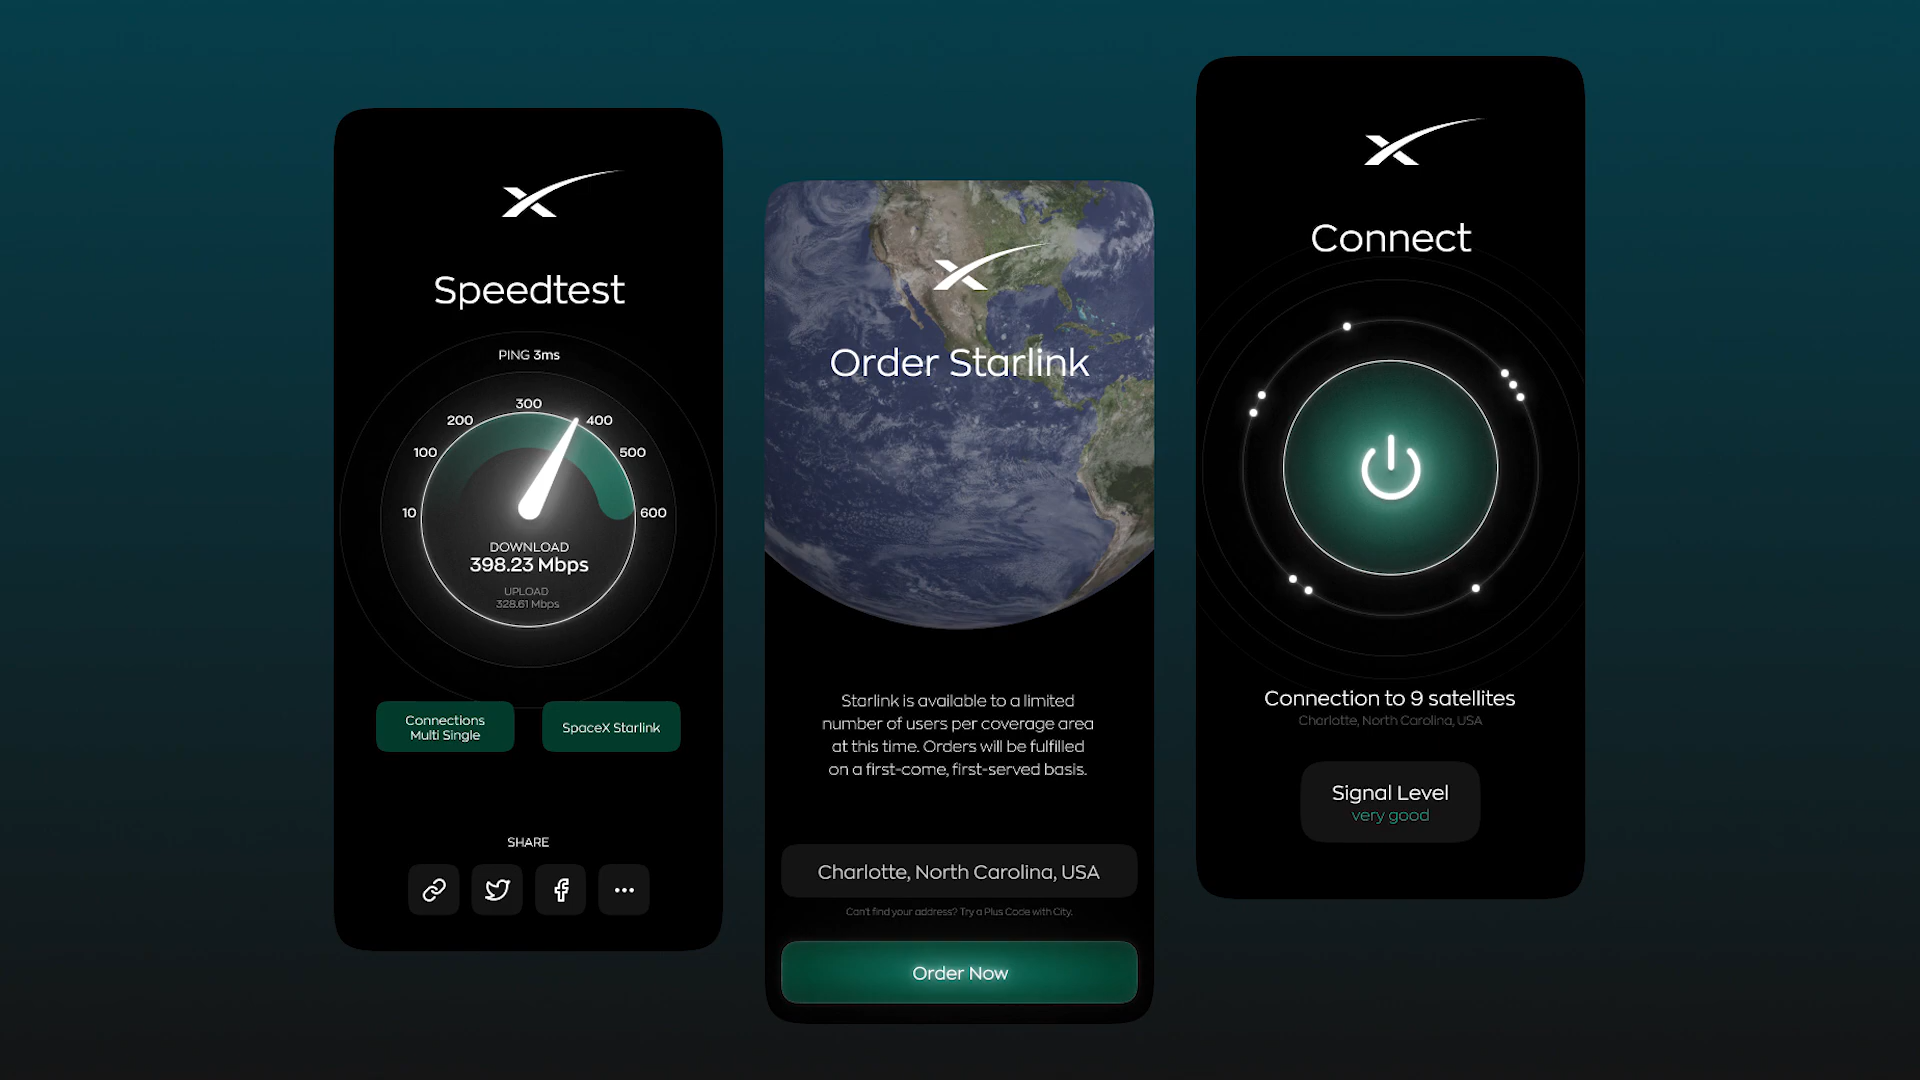 Speedtest
PING 3ms
300
200
400
100
500
10
600
DOWNLOAD
398.23 Mbps
UPLOAD
328.61 Mbps
Connections
Multi Single
SpaceX Starlink
SHARE
Order Starlink
Starlink is available to a limited
number of users per coverage area
at this time. Orders will be fulfilled
on a first-come, first-served basis.
Charlotte, North Carolina, USA
Can't find your address? Try a Plus Code with City.
Order Now
Connect
Connection to 9 satellites
Charlotte, North Carolina, USA
Signal Level
very good